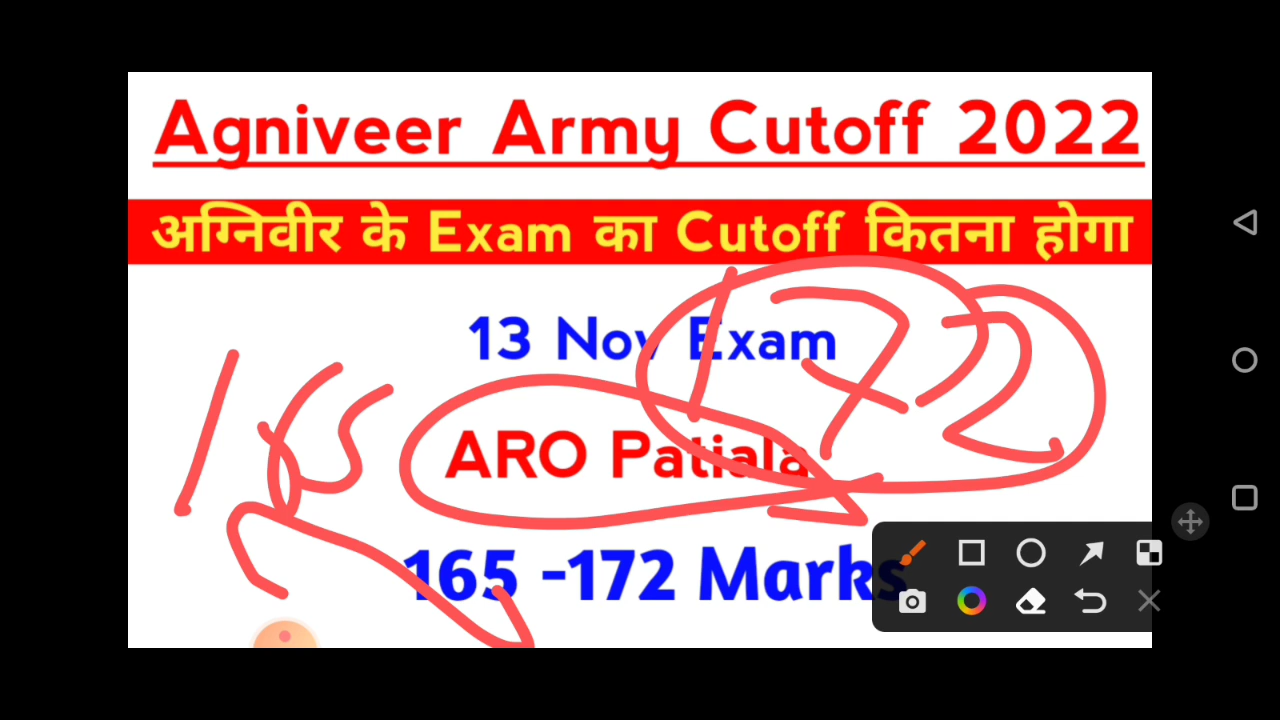 Agniveer Army Cutoff 2022
अग्निवीर के Exam का Cutoff कितना होगा
13 Nov Exam
172
165
ARO Patiala
165 -172 Marks